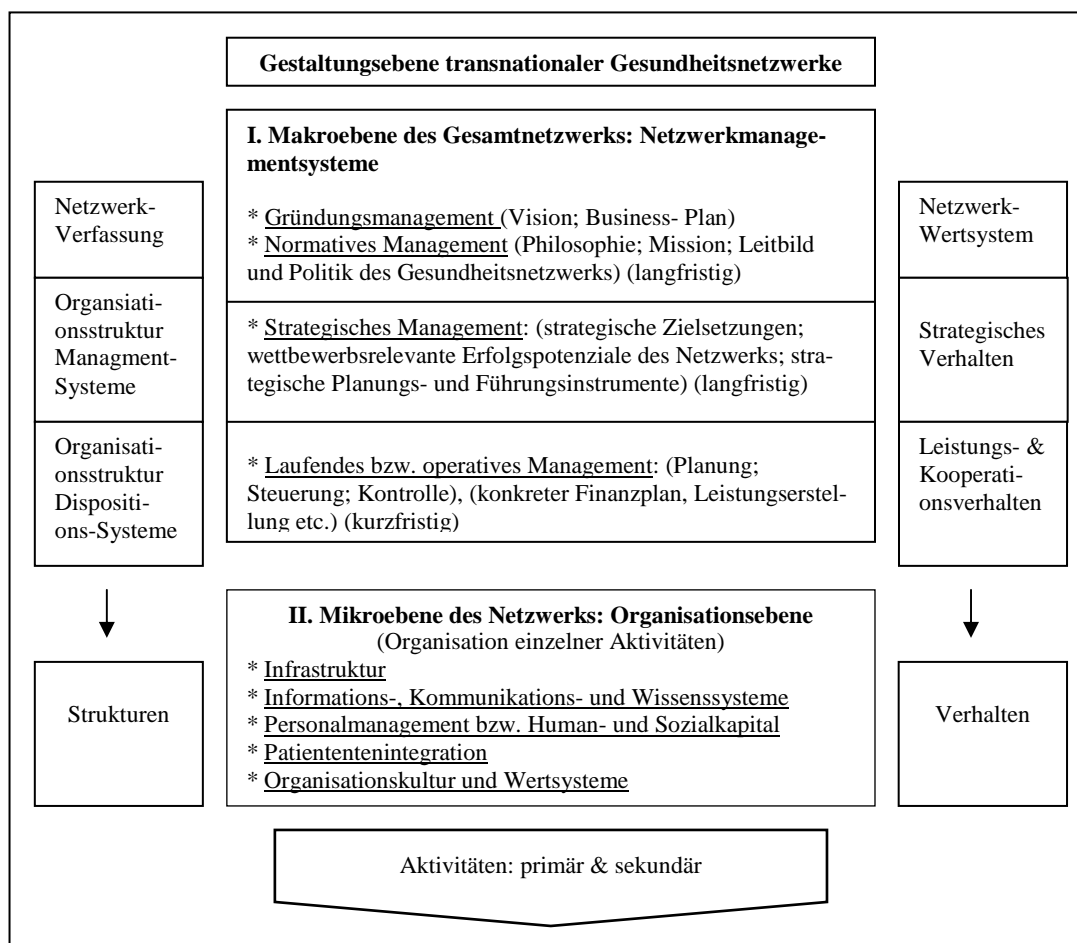 Gestaltungsebene transnationaler Gesundheitsnetzwerke
I. Makroebene des Gesamtnetzwerks: Netzwerkmanage-
mentsysteme
* Gründungsmanagement (Vision; Business- Plan)
* Normatives Management (Philosophie; Mission; Leitbild
und Politik des Gesundheitsnetzwerks) (langfristig)
* Strategisches Management: (strategische Zielsetzungen;
wettbewerbsrelevante Erfolgspotenziale des Netzwerks; stra-
tegische Planungs- und Führungsinstrumente) (langfristig)
* Laufendes bzw. operatives Management: (Planung;
Steuerung; Kontrolle), (konkreter Finanzplan, Leistungserstel-
lung etc.) (kurzfristig)
Netzwerk-
Verfassung
Organsiati-
onsstruktur
Managment-
Systeme
Organisati-
onsstruktur
Dispositi-
ons-Systeme
Netzwerk-
Wertsystem
Strategisches
Verhalten
Leistungs- &
Kooperati-
onsverhalten
II. Mikroebene des Netzwerks: Organisationsebene
(Organisation einzelner Aktivitäten)
* Infrastruktur
* Informations-, Kommunikations- und Wissenssysteme
* Personalmanagement bzw. Human- und Sozialkapital
* Patiententenintegration
* Organisationskultur und Wertsysteme
Strukturen
Verhalten
Aktivitäten: primär & sekundär